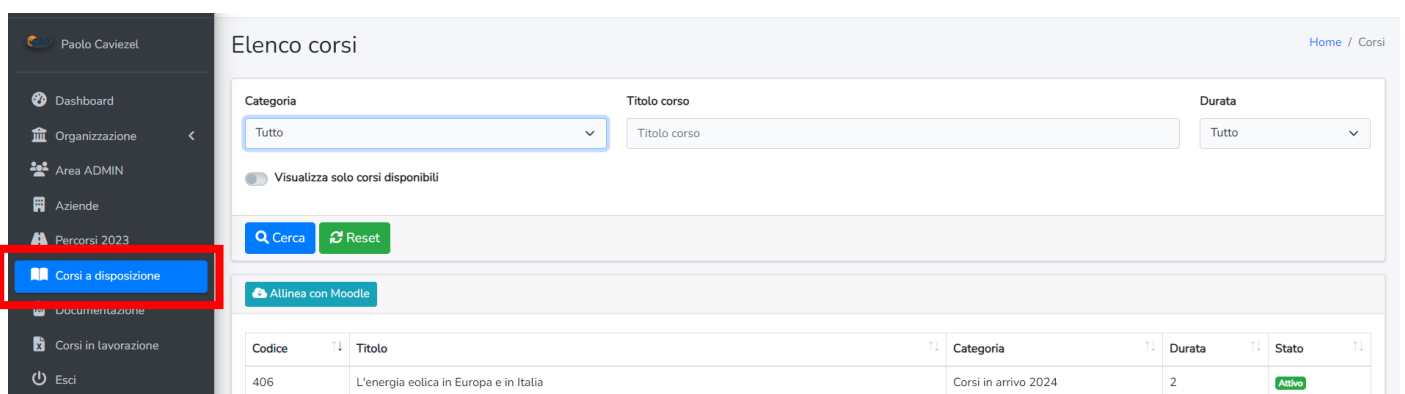 Paolo Caviezel
Dashboard
Organizzazione
Area ADMIN
Aziende
Percorsi 2023
Corsi a disposizione
Documentazione
Corsi in lavorazione
Esci
Elenco corsi
Home / Corsi
Categoria
Tutto
Titolo corso
Titolo corso
Durata
Tutto
Visualizza solo corsi disponibili
Cerca
Reset
Allinea con Moodle
Codice Titolo Categoria Durata Stato
406 L'energia eolica in Europa e in Italia Corsi in arrivo 2024 2 Attivo